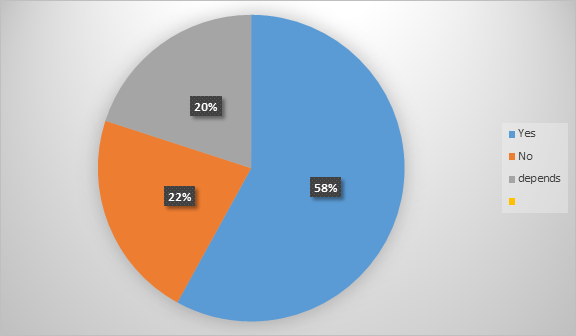 20%
22%
58%
Yes
No
depends